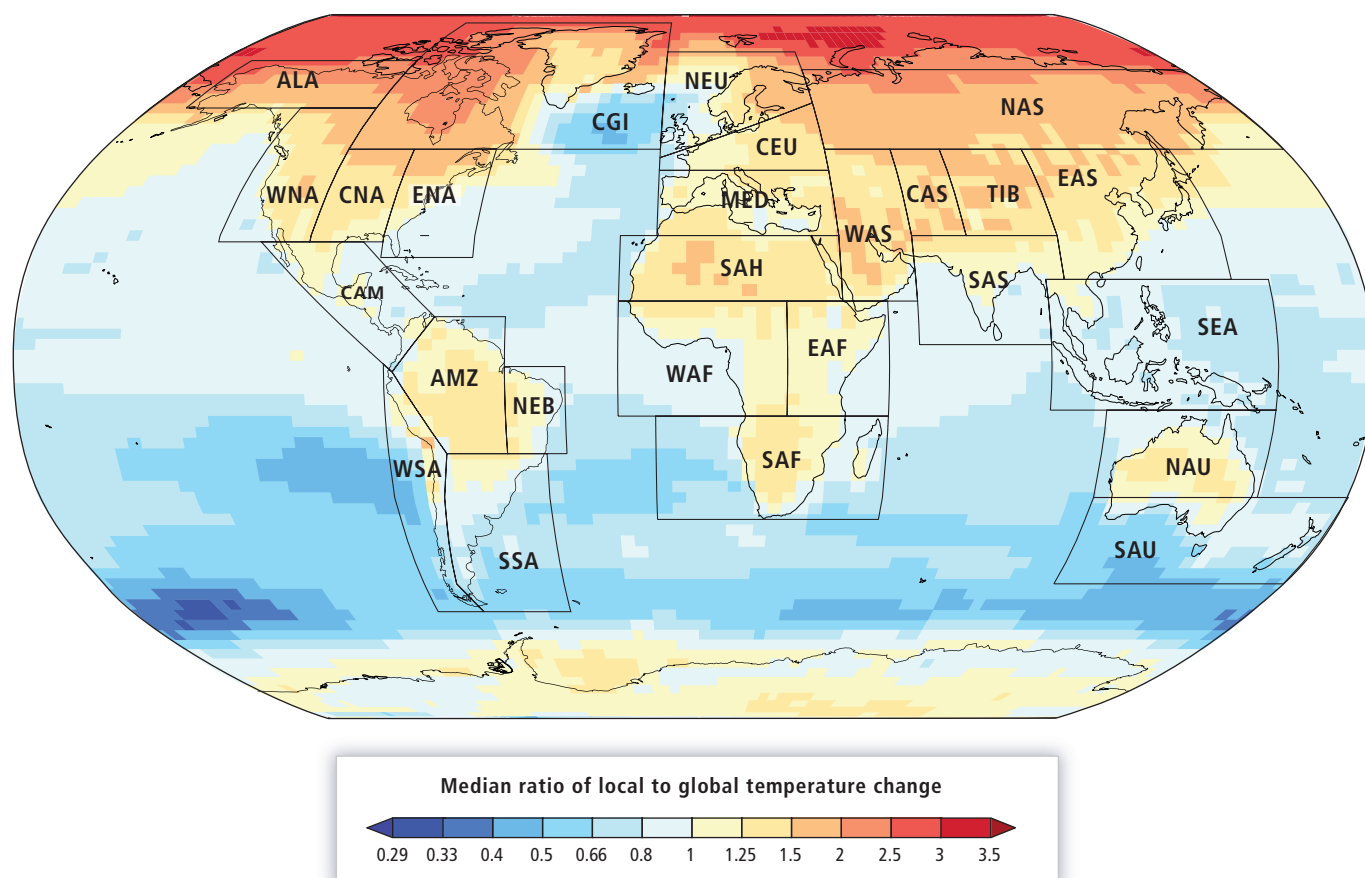 ALA
NEU
NAS
CGI
CEU
WNA
CNA
ENA
MED
WAS
CAS
TIB
EAS
SAH
SAS
CAM
SEA
EAF
WAF
AMZ
NEB
WSA
SAF
NAU
SSA
SAU
Median ratio of local to global temperature change
0.29 0.33 0.4 0.5 0.66 0.8 1 1.25 1.5 2 2.5 3 3.5